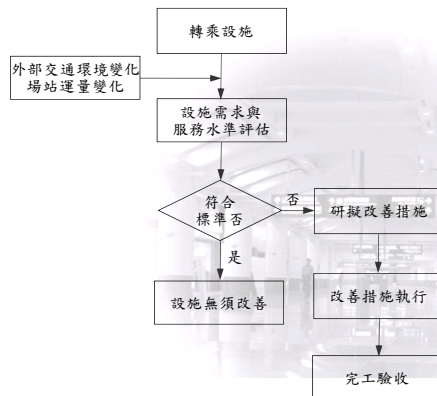 轉乘設施
外部交通環境變化
場站運量變化
設施需求與
服務水準評估
符合
標準否
否
研擬改善措施
是
設施無須改善
改善措施執行
完工驗收